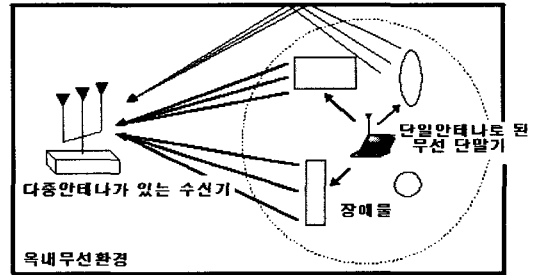 단일안테나로 된
무선 단말기
다중안테나가 있는 수신기
장애물
옥내무선환경